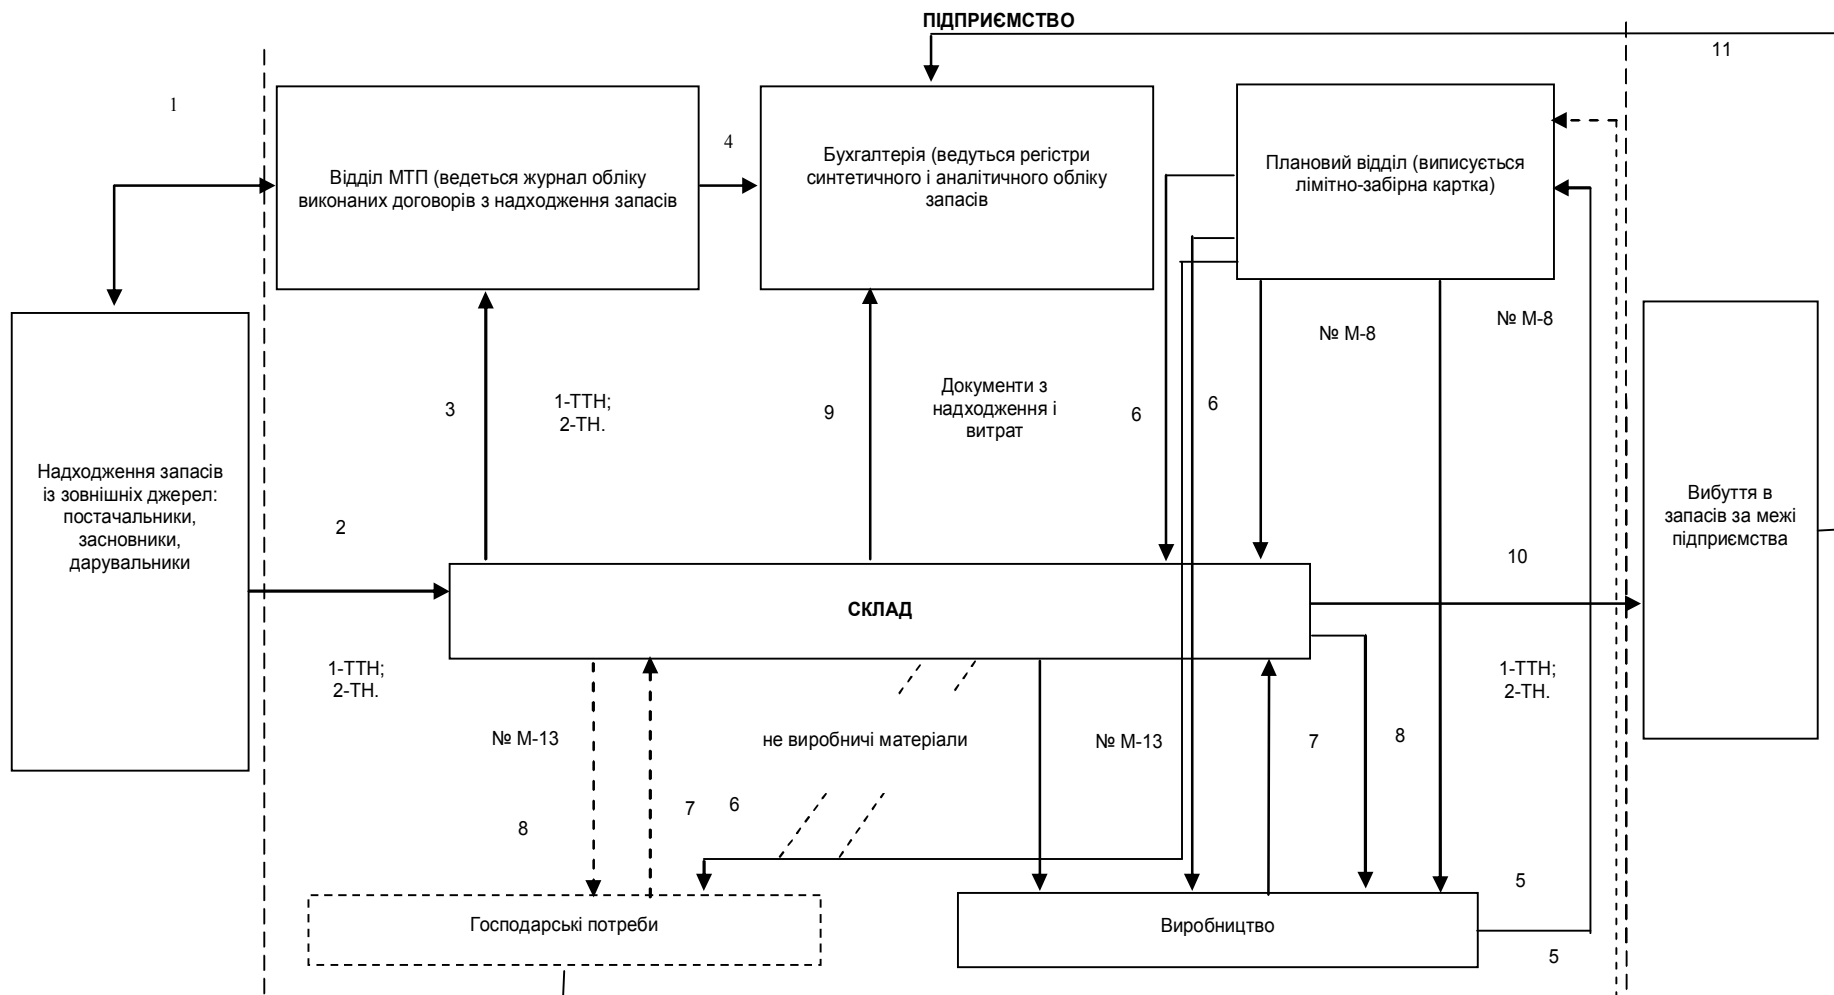 ПІДПРИЄМСТВО
11
1
Відділ МТП (ведеться журнал обліку
виконаних договорів з надходження запасів
4
Бухгалтерія (ведуться регістри
синтетичного і аналітичного обліку
запасів
Плановий відділ (виписується
лімітно-забірна картка)
№ М-8
№ М-8
3
1-ТТН;
2-ТН.
9
Документи з
надходження і
витрат
6
6
Надходження запасів
із зовнішніх джерел:
постачальники,
засновники,
дарувальники
2
Вибуття в
запасів за межі
підприємства
10
СКЛАД
1-ТТН;
2-ТН.
1-ТТН;
2-ТН.
№ М-13
не виробничі матеріали
№ М-13
7
8
8
7
6
5
Господарські потреби
Виробництво
5